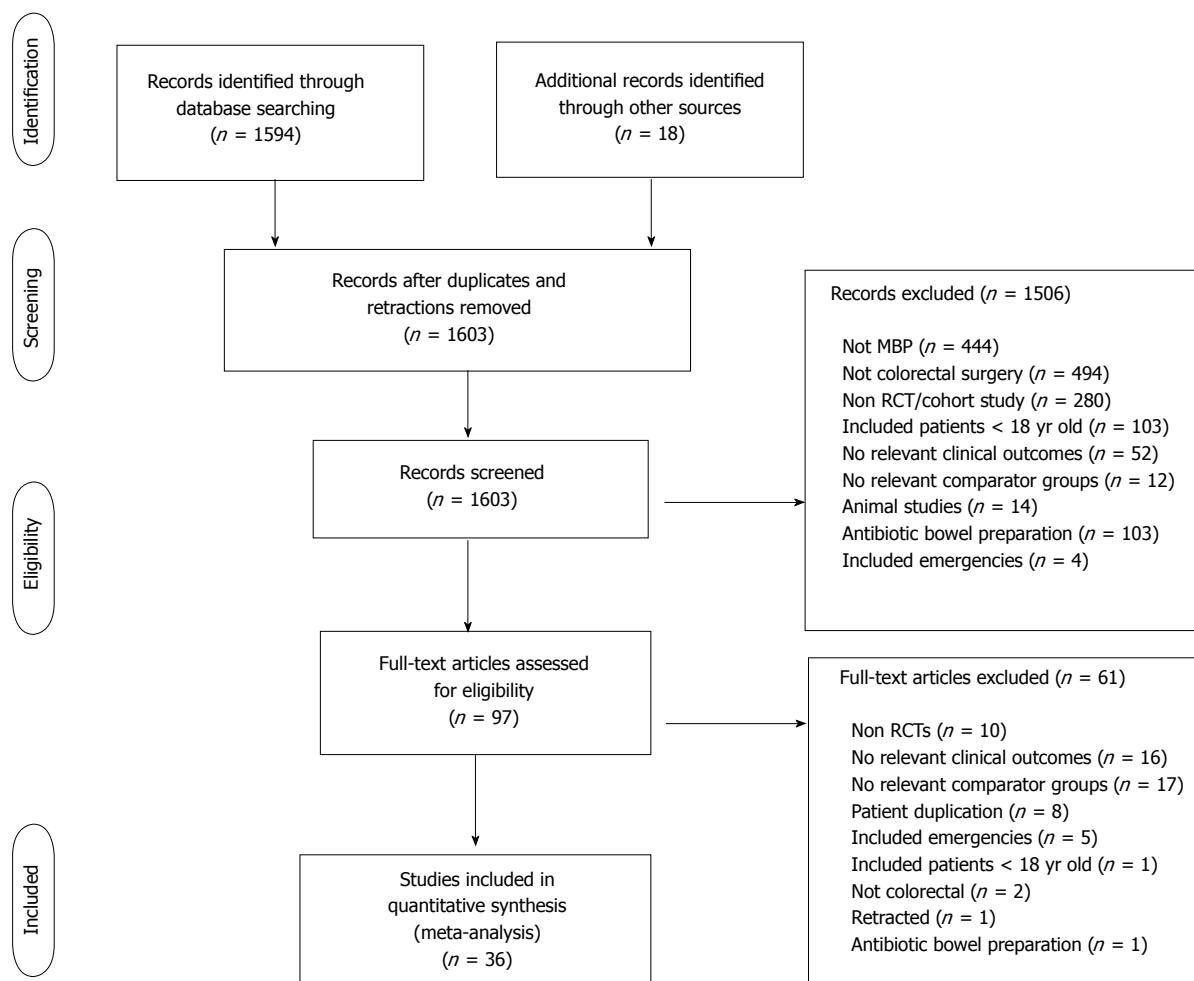 Identification
Records identified through
database searching
(n = 1594)
Additional records identified
through other sources
(n = 18)
Screening
Records after duplicates and
retractions removed
(n = 1603)
Records excluded (n = 1506)
Not MBP (n = 444)
Not colorectal surgery (n = 494)
Non RCT/cohort study (n = 280)
Included patients < 18 yr old (n = 103)
No relevant clinical outcomes (n = 52)
No relevant comparator groups (n = 12)
Animal studies (n = 14)
Antibiotic bowel preparation (n = 103)
Included emergencies (n = 4)
Records screened
(n = 1603)
Eligibility
Full-text articles assessed
for eligibility
(n = 97)
Full-text articles excluded (n = 61)
Non RCTs (n = 10)
No relevant clinical outcomes (n = 16)
No relevant comparator groups (n = 17)
Patient duplication (n = 8)
Included emergencies (n = 5)
Included patients < 18 yr old (n = 1)
Not colorectal (n = 2)
Retracted (n = 1)
Antibiotic bowel preparation (n = 1)
Included
Studies included in
quantitative synthesis
(meta-analysis)
(n = 36)